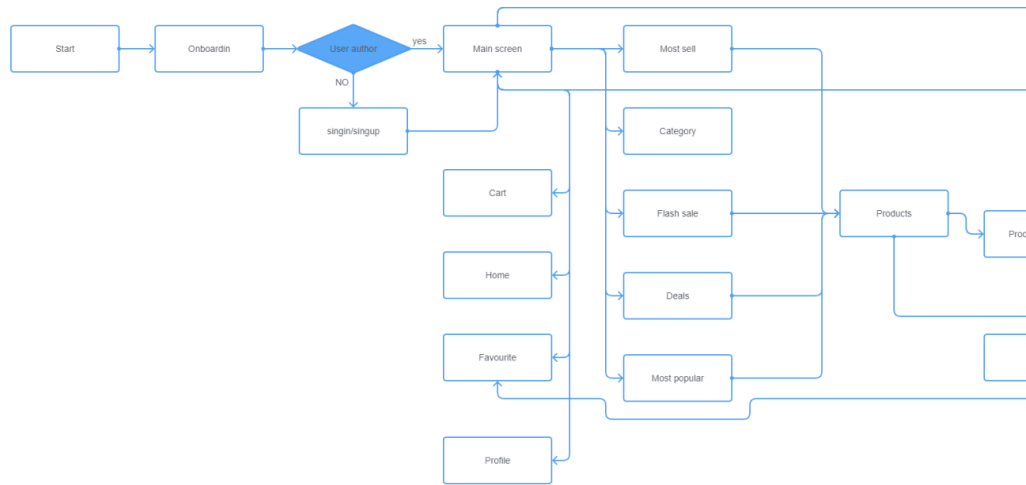 Start
Onboardin
User author
yes
Main screen
Most sell
NO
singin/singup
Category
Cart
Flash sale
Products
Proc
Home
Deals
Favourite
Most popular
Profile